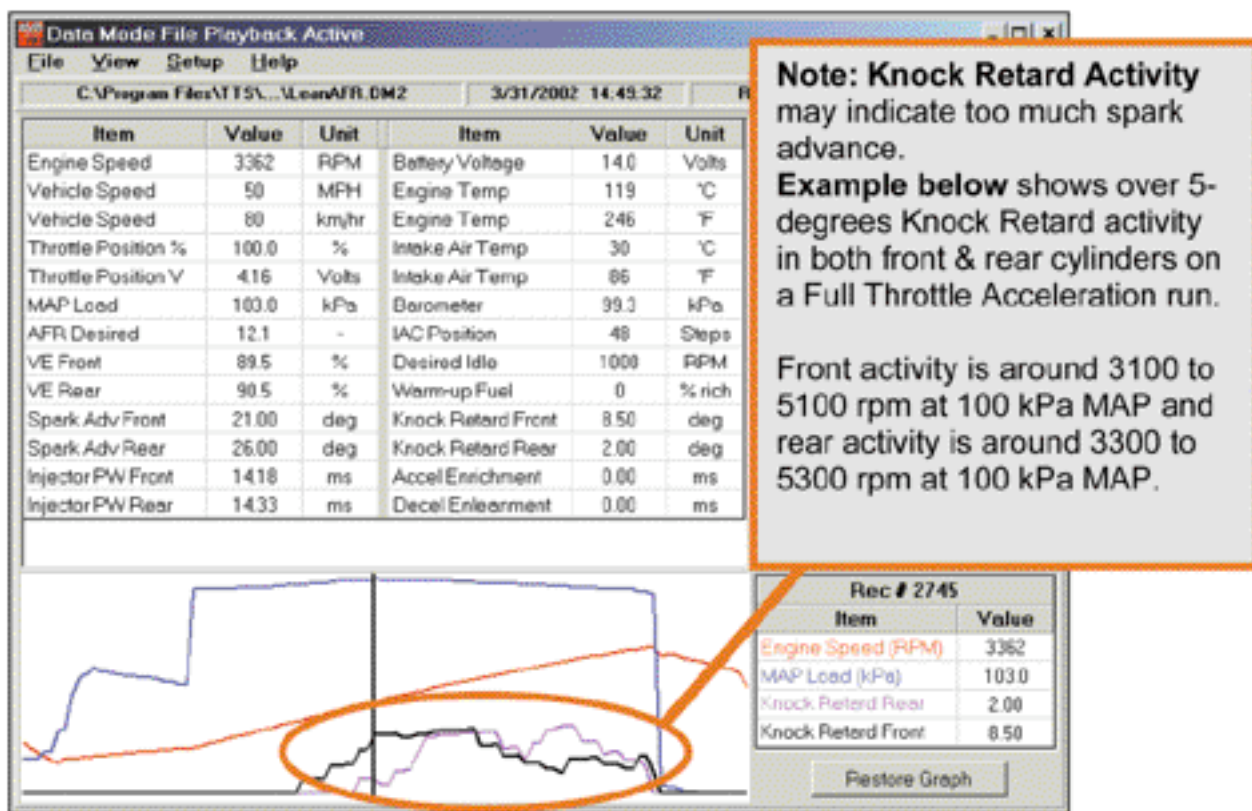 Data Mode File Playback Active
File View Setup Help
C:\Program Files\TTS\...\LeanAFR.DM2 3/31/2002 14:49:32 R
Item Value Unit Item Value Unit
Engine Speed 3362 RPM Battery Voltage 14.0 Volts
Vehicle Speed 50 MPH Engine Temp 119 °C
Vehicle Speed 80 km/hr Engine Temp 246 °F
Throttle Position % 100.0 % Intake Air Temp 30 °C
Throttle Position V 4.16 Volts Intake Air Temp 86 °F
MAP Load 103.0 kPa Barometer 99.3 kPa
AFR Desired 12.1 - IAC Position 48 Steps
VE Front 89.5 % Desired Idle 1000 RPM
VE Rear 90.5 % Warm-up Fuel 0 % rich
Spark Adv Front 21.00 deg Knock Retard Front 8.50 deg
Spark Adv Rear 26.00 deg Knock Retard Rear 2.00 deg
Injector PW Front 14.18 ms Accel Enrichment 0.00 ms
Injector PW Rear 14.33 ms Decel Enleanment 0.00 ms
Note: Knock Retard Activity
may indicate too much spark
advance.
Example below shows over 5-
degrees Knock Retard activity
in both front & rear cylinders on
a Full Throttle Acceleration run.
Front activity is around 3100 to
5100 rpm at 100 kPa MAP and
rear activity is around 3300 to
5300 rpm at 100 kPa MAP.
Rec # 2745
Item Value
Engine Speed (RPM) 3362
MAP Load (kPa) 103.0
Knock Retard Rear 2.00
Knock Retard Front 8.50
Restore Graph